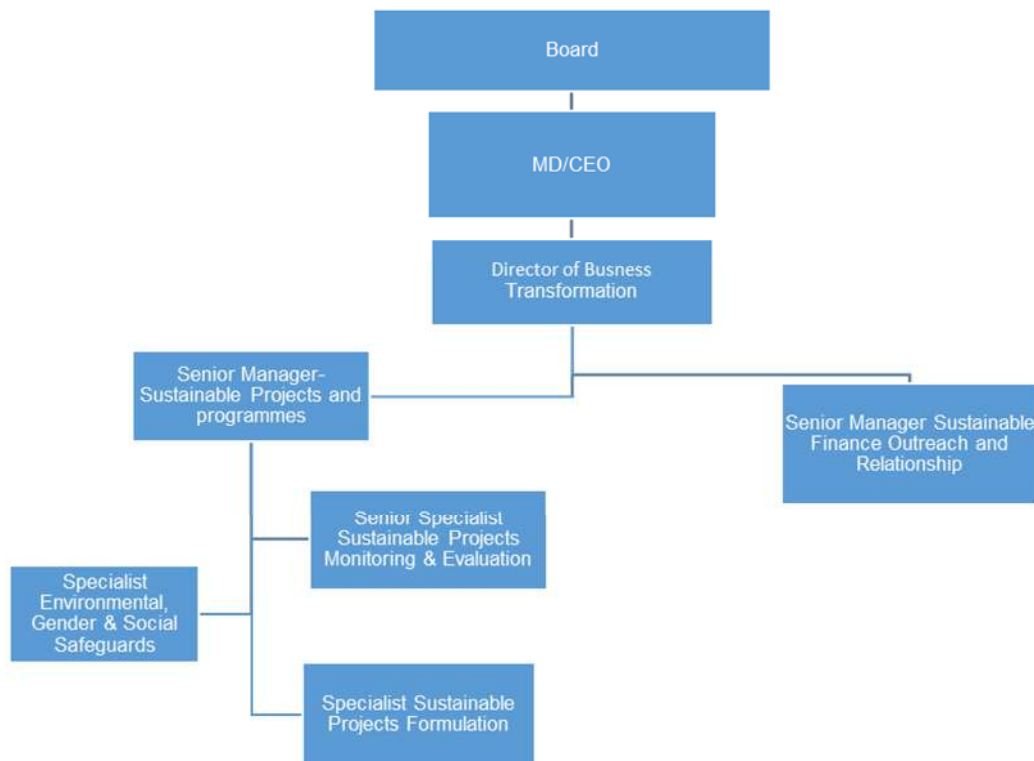 Board
MD/CEO
Director of Busness
Transformation
Senior Manager-
Sustainable Projects and
programmes
Senior Manager Sustainable
Finance Outreach and
Relationship
Senior Specialist
Sustainable Projects
Monitoring & Evaluation
Specialist
Environmental,
Gender & Social
Safeguards
Specialist Sustainable
Projects Formulation